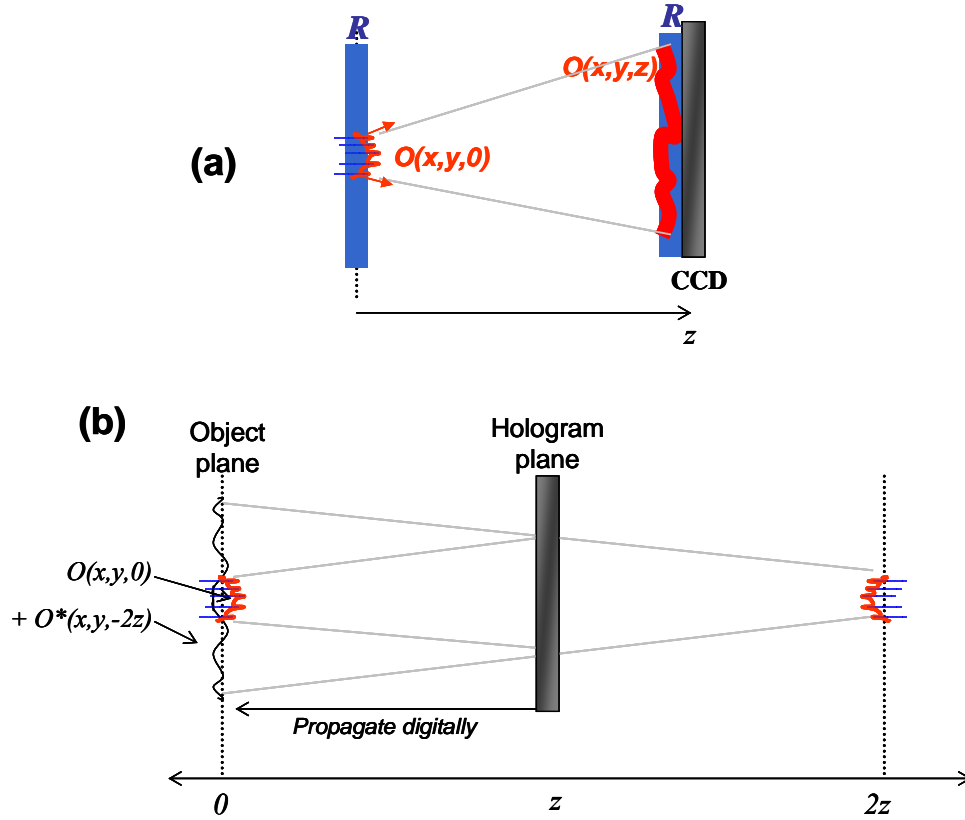 R
R
O(x,y,z)
O(x,y,0)
(a)
CCD
z
(b)
Object
plane
Hologram
plane
O(x,y,0)
+ O*(x,y,-2z)
Propagate digitally
0
z
2z